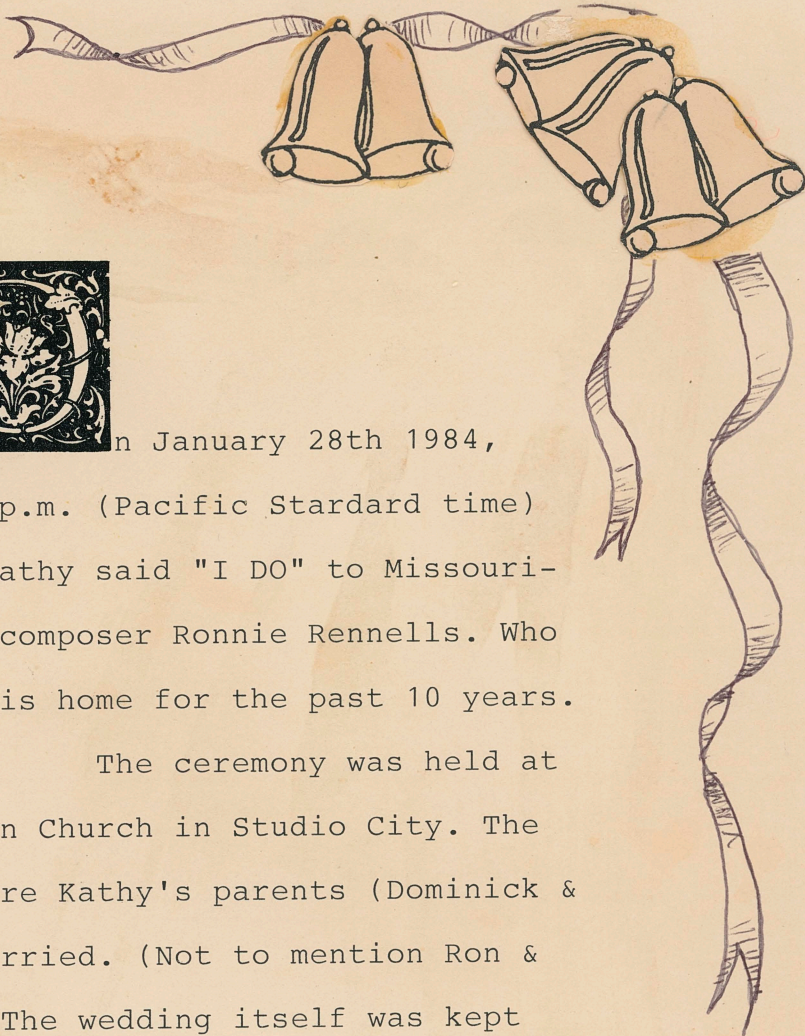 On January 28th 1984,
p.m. (Pacific Stardard time)
athy said "I DO" to Missouri-
composer Ronnie Rennells. Who
is home for the past 10 years.
The ceremony was held at
n Church in Studio City. The
re Kathy's parents (Dominick &
rried. (Not to mention Ron &
The wedding itself was kept